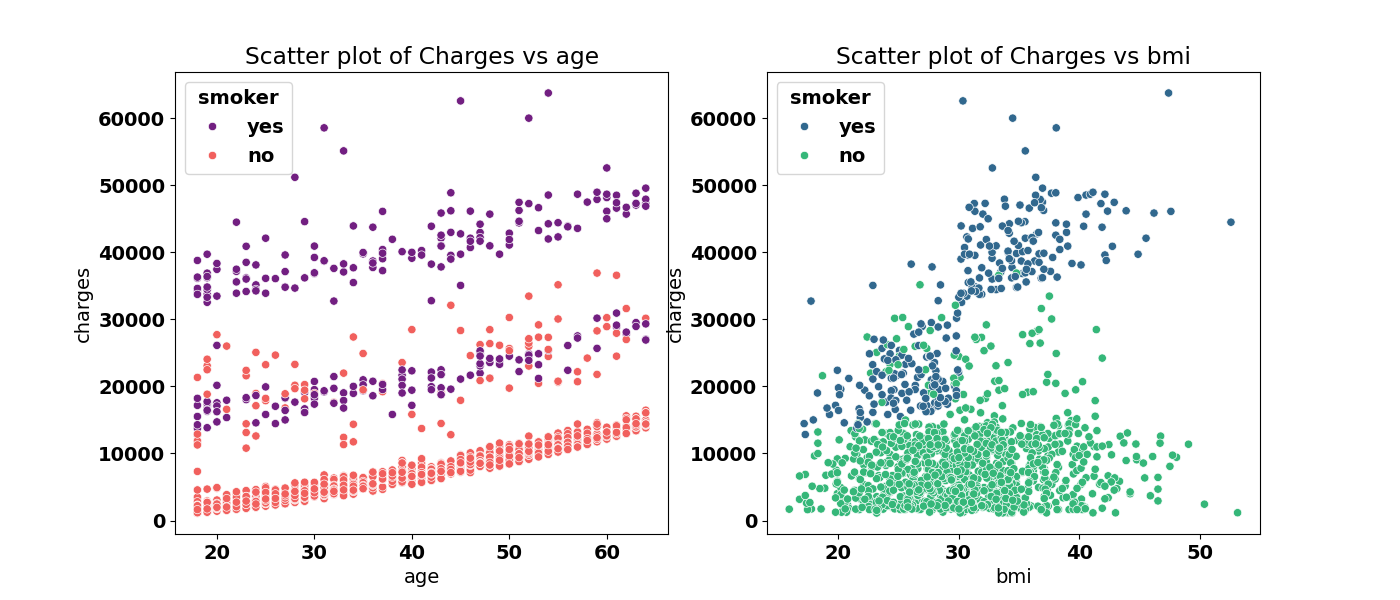 Scatter plot of Charges vs age
smoker
yes
no
60000
50000
40000
30000
20000
10000
0
charges
20 30 40 50 60
age
Scatter plot of Charges vs bmi
smoker
yes
no
60000
50000
40000
30000
20000
10000
0
charges
20 30 40 50
bmi